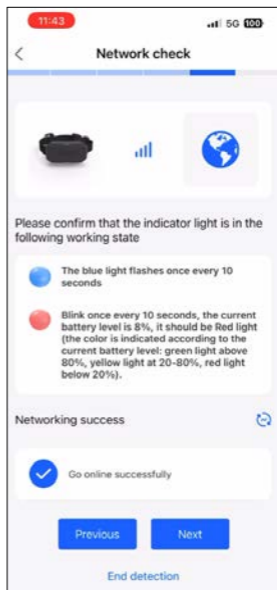 11:43
5G 100
Network check
Please confirm that the indicator light is in the
following working state
The blue light flashes once every 10
seconds
Blink once every 10 seconds, the current
battery level is 8%, it should be Red light
(the color is indicated according to the
current battery level: green light above
80%, yellow light at 20-80%, red light
below 20%).
Networking success
Go online successfully
Previous
Next
End detection